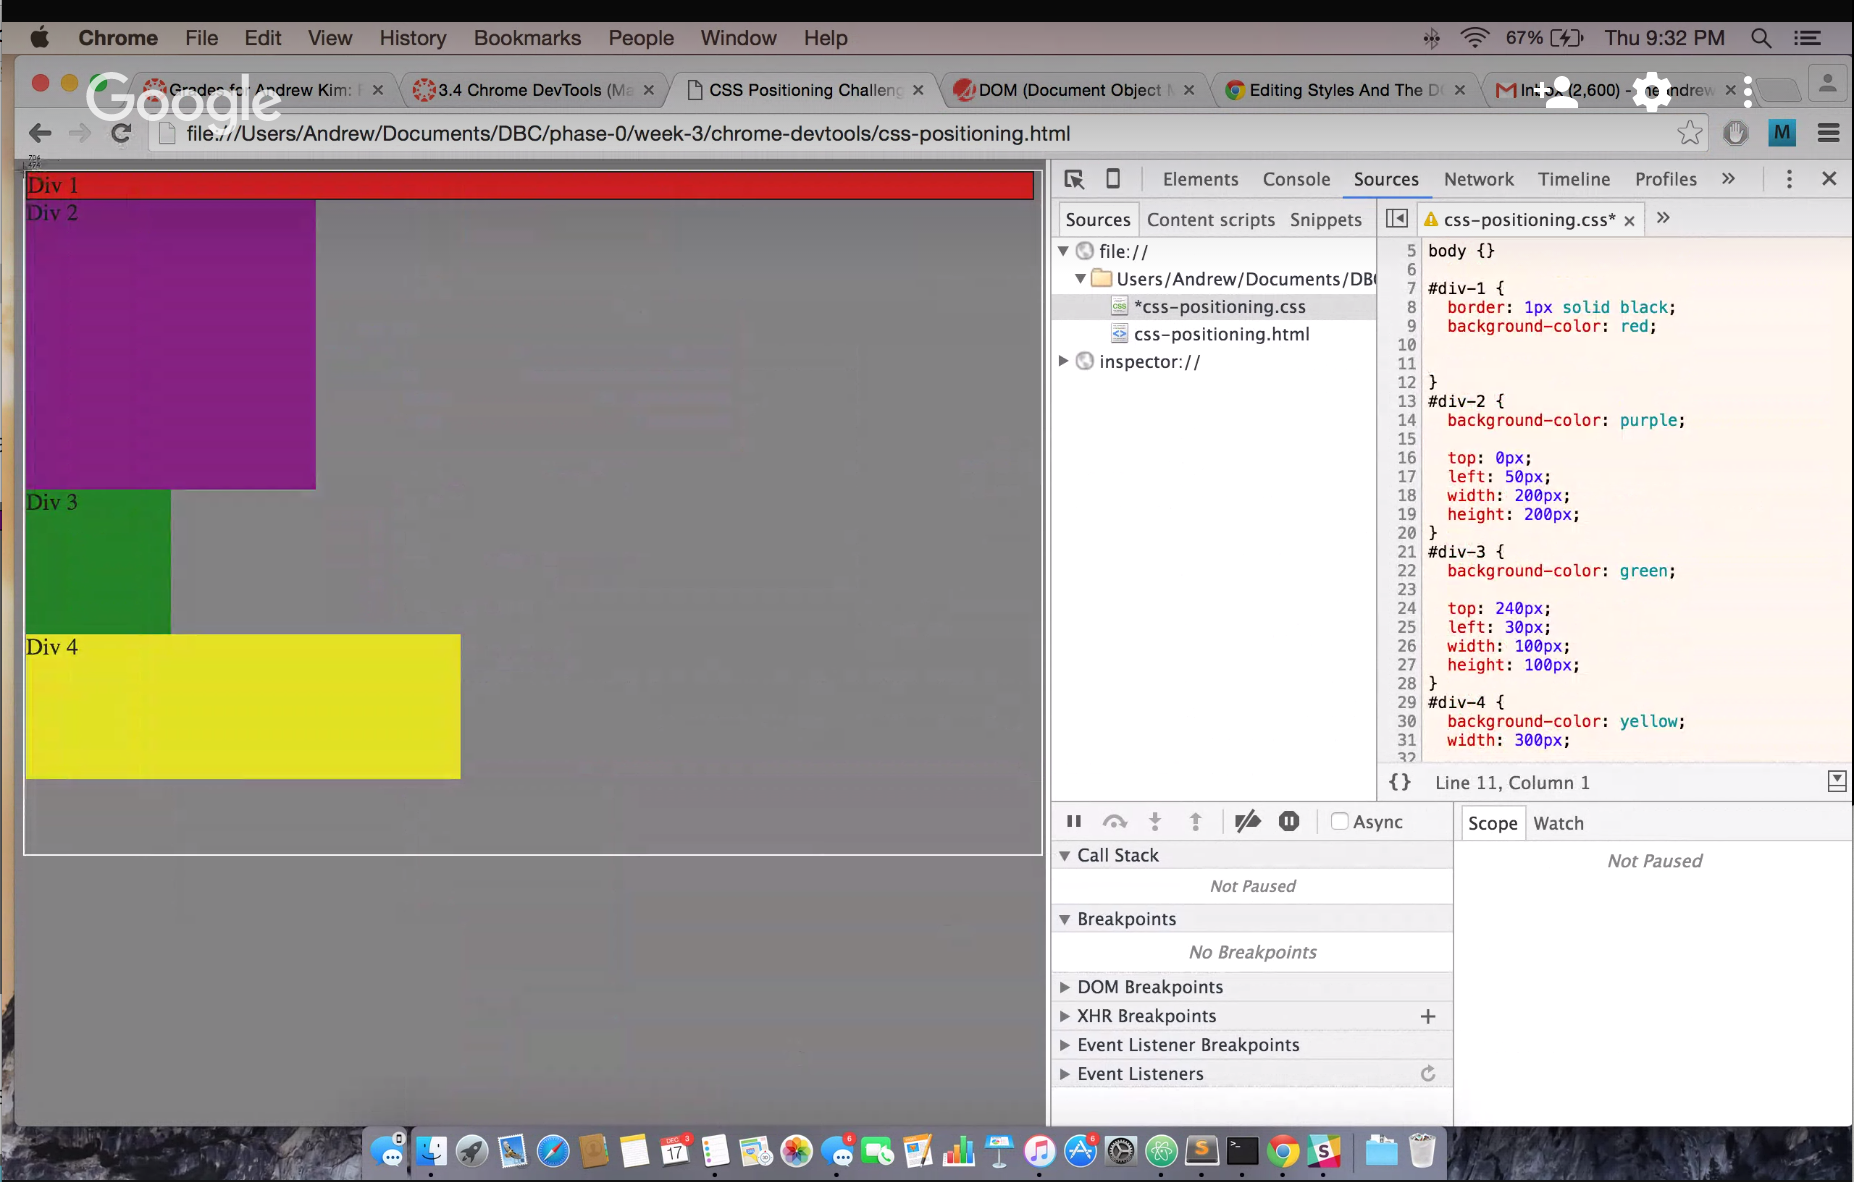 Chrome File Edit View History Bookmarks People Window Help 67% Thu 9:32 PM
Google
Grades for Andrew Kim: 3.4 Chrome DevTools (Ma CSS Positioning Challeng DOM (Document Object Editing Styles And The Inbox (2,600) -
file:///Users/Andrew/Documents/DBC/phase-0/week-3/chrome-devtools/css-positioning.html M
Elements Console Sources Network Timeline Profiles »
Sources Content scripts Snippets css-positioning.css* »
file://
Users/Andrew/Documents/DB
*css-positioning.css
css-positioning.html
inspector://
Div 1
Div 2
Div 3
Div 4
5 body {}
6
7 #div-1 {
8 border: 1px solid black;
9 background-color: red;
10
11
12 }
13 #div-2 {
14 background-color: purple;
15
16 top: 0px;
17 left: 50px;
18 width: 200px;
19 height: 200px;
20 }
21 #div-3 {
22 background-color: green;
23
24 top: 240px;
25 left: 30px;
26 width: 100px;
27 height: 100px;
28 }
29 #div-4 {
30 background-color: yellow;
31 width: 300px;
32
{} Line 11, Column 1
Async
Call Stack
Not Paused
Breakpoints
No Breakpoints
DOM Breakpoints
XHR Breakpoints +
Event Listener Breakpoints
Event Listeners
Scope Watch
Not Paused
6 DEC 3 17 6